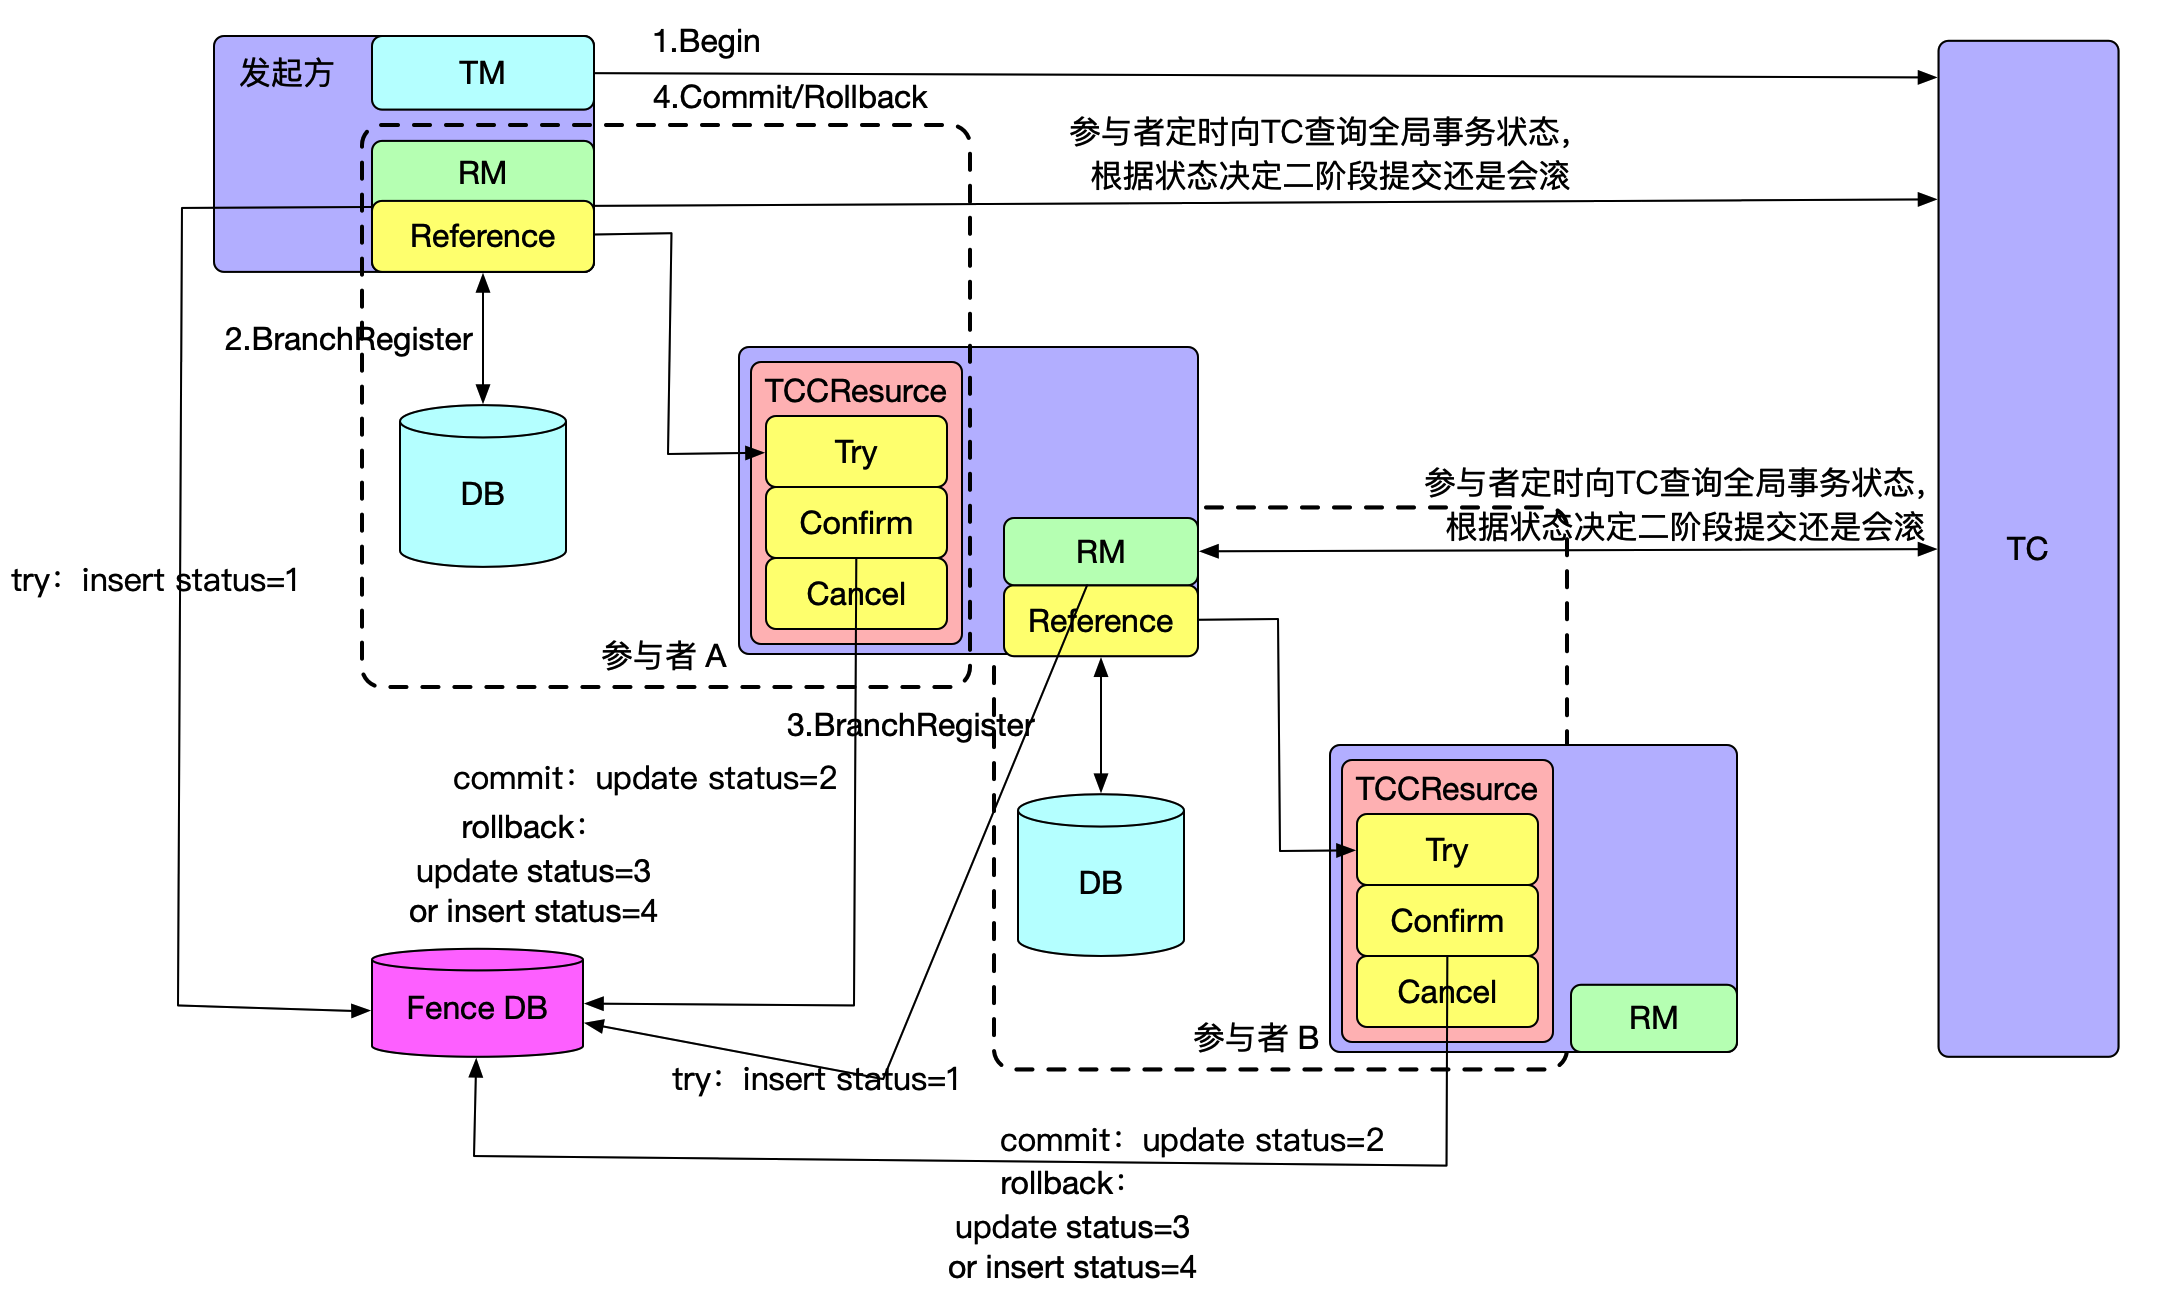 发起方
TM
1.Begin
4.Commit/Rollback
参与者定时向TC查询全局事务状态，
根据状态决定二阶段提交还是会滚
RM
Reference
2.BranchRegister
DB
TCCResurce
Try
Confirm
Cancel
参与者 A
参与者定时向TC查询全局事务状态，
根据状态决定二阶段提交还是会滚
TC
RM
Reference
try：insert status=1
3.BranchRegister
commit：update status=2
rollback：
update status=3
or insert status=4
DB
TCCResurce
Try
Confirm
Cancel
RM
参与者 B
Fence DB
try：insert status=1
commit：update status=2
rollback：
update status=3
or insert status=4